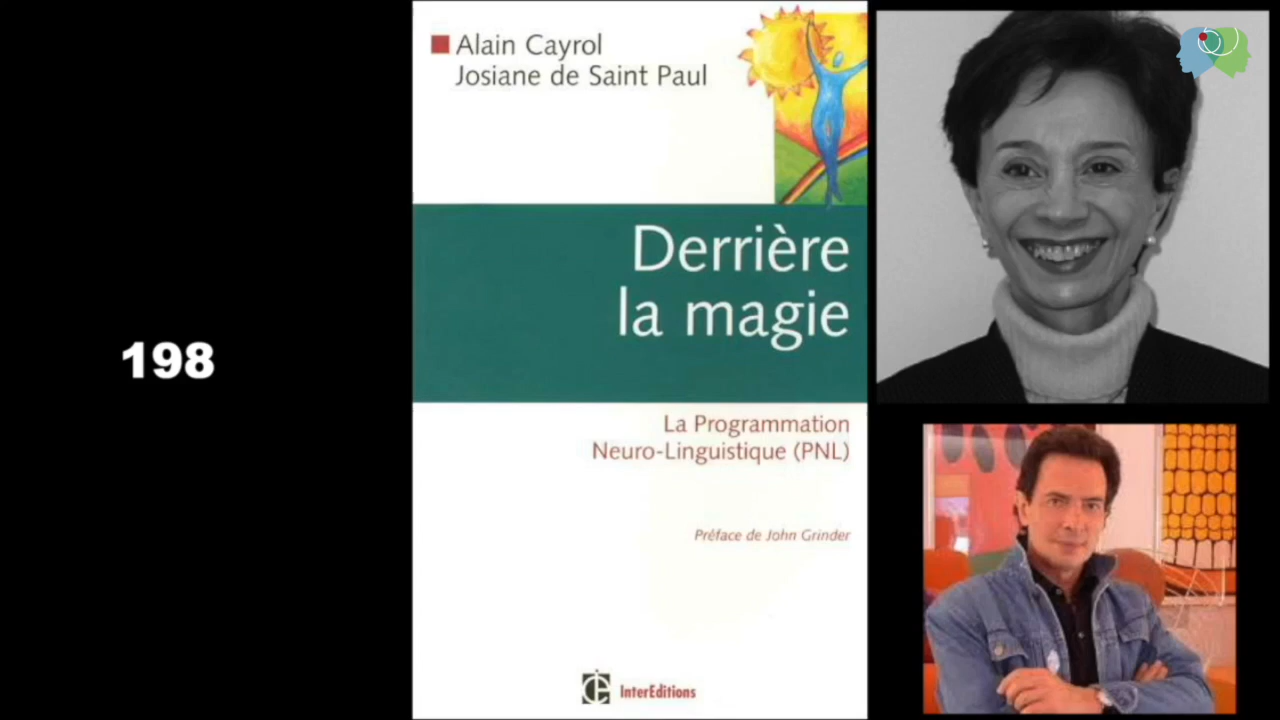 198
Alain Cayrol
Josiane de Saint Paul
Derrière
la magie
La Programmation
Neuro-Linguistique (PNL)
Préface de John Grinder
InterEditions